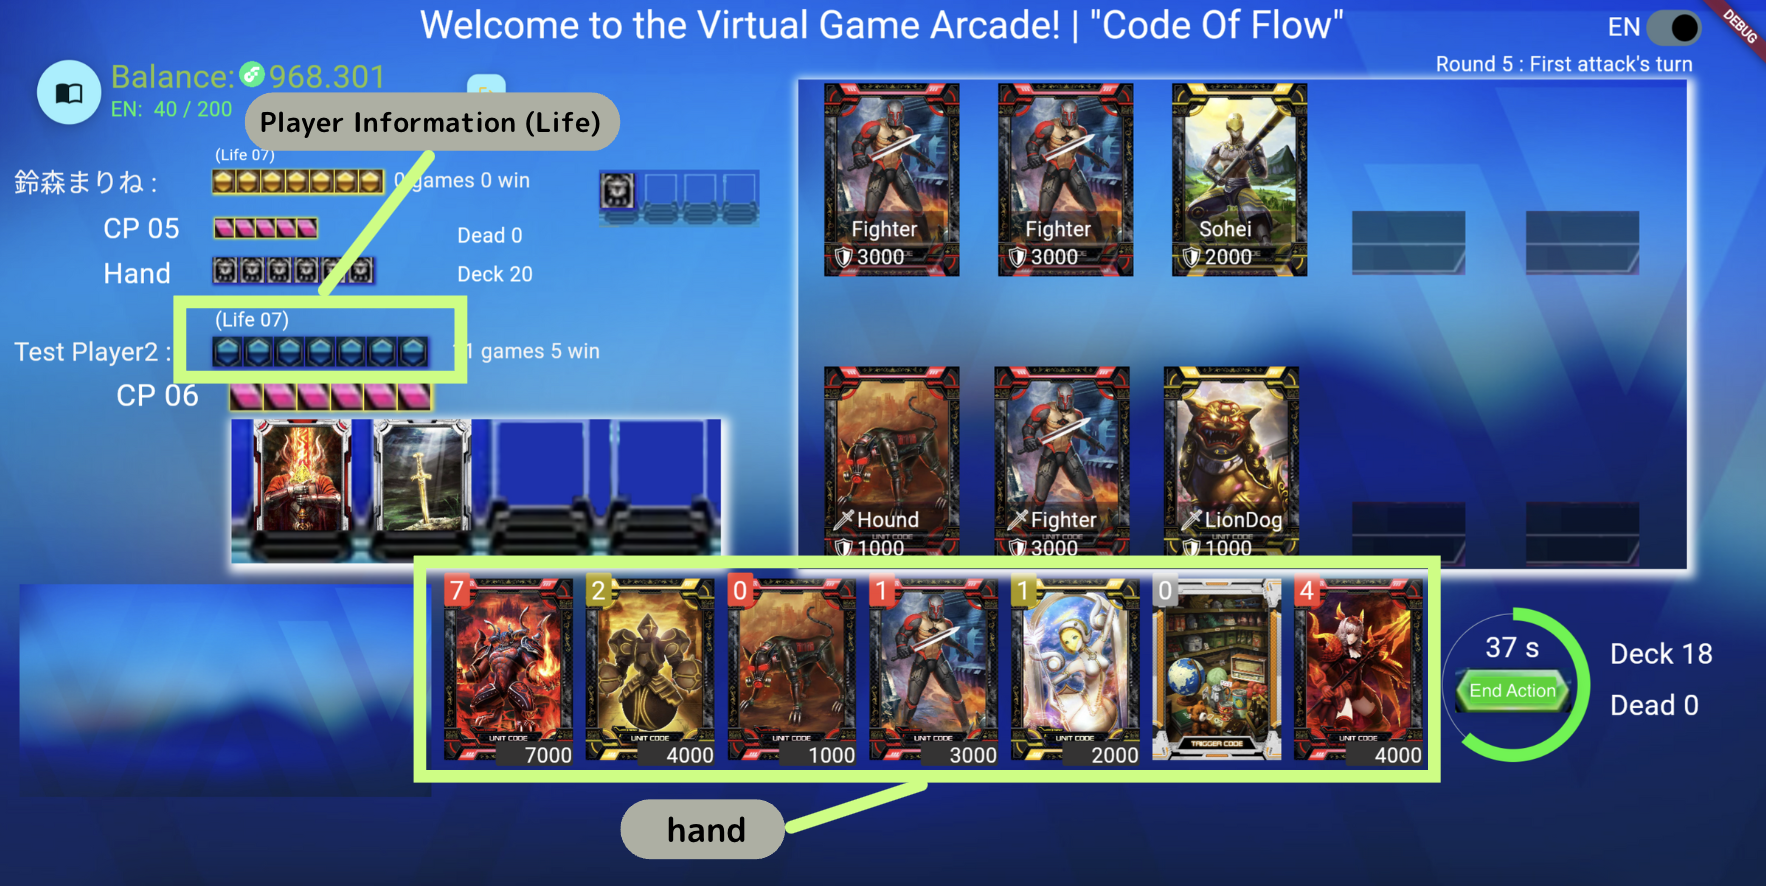 Welcome to the Virtual Game Arcade! | "Code Of Flow"
EN
DEBUG
Round 5 : First attack's turn
Balance: 968.301
EN: 40 / 200
Player Information (Life)
(Life 07)
鈴森まりね :
0 games 0 win
CP 05
Dead 0
Hand
Deck 20
(Life 07)
Test Player2 :
1 games 5 win
CP 06
Fighter
3000
Fighter
3000
Sohei
2000
Hound
1000
Fighter
3000
LionDog
1000
7
UNIT CODE
7000
2
UNIT CODE
4000
0
UNIT CODE
1000
1
UNIT CODE
3000
1
UNIT CODE
2000
0
TRIGGER CODE
4
UNIT CODE
4000
37 s
End Action
Deck 18
Dead 0
hand